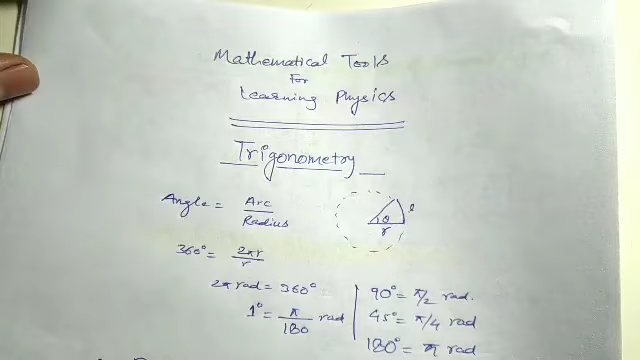 Mathematical Tools
For
Learning Physics
Trigonometry
Angle = Arc / Radius
θ
l
r
360° = 2πr / r
2π rad = 360°
1° = π / 180 rad
90° = π/2 rad.
45° = π/4 rad
180° = π rad